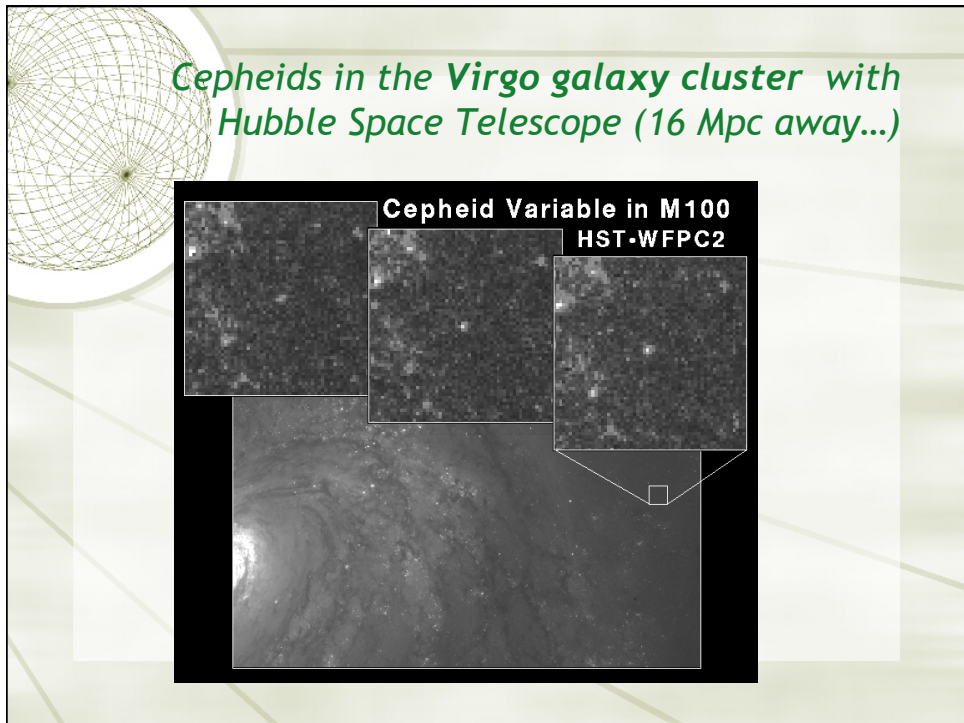 Cepheids in the Virgo galaxy cluster with
Hubble Space Telescope (16 Mpc away…)
Cepheid Variable in M100
HST•WFPC2